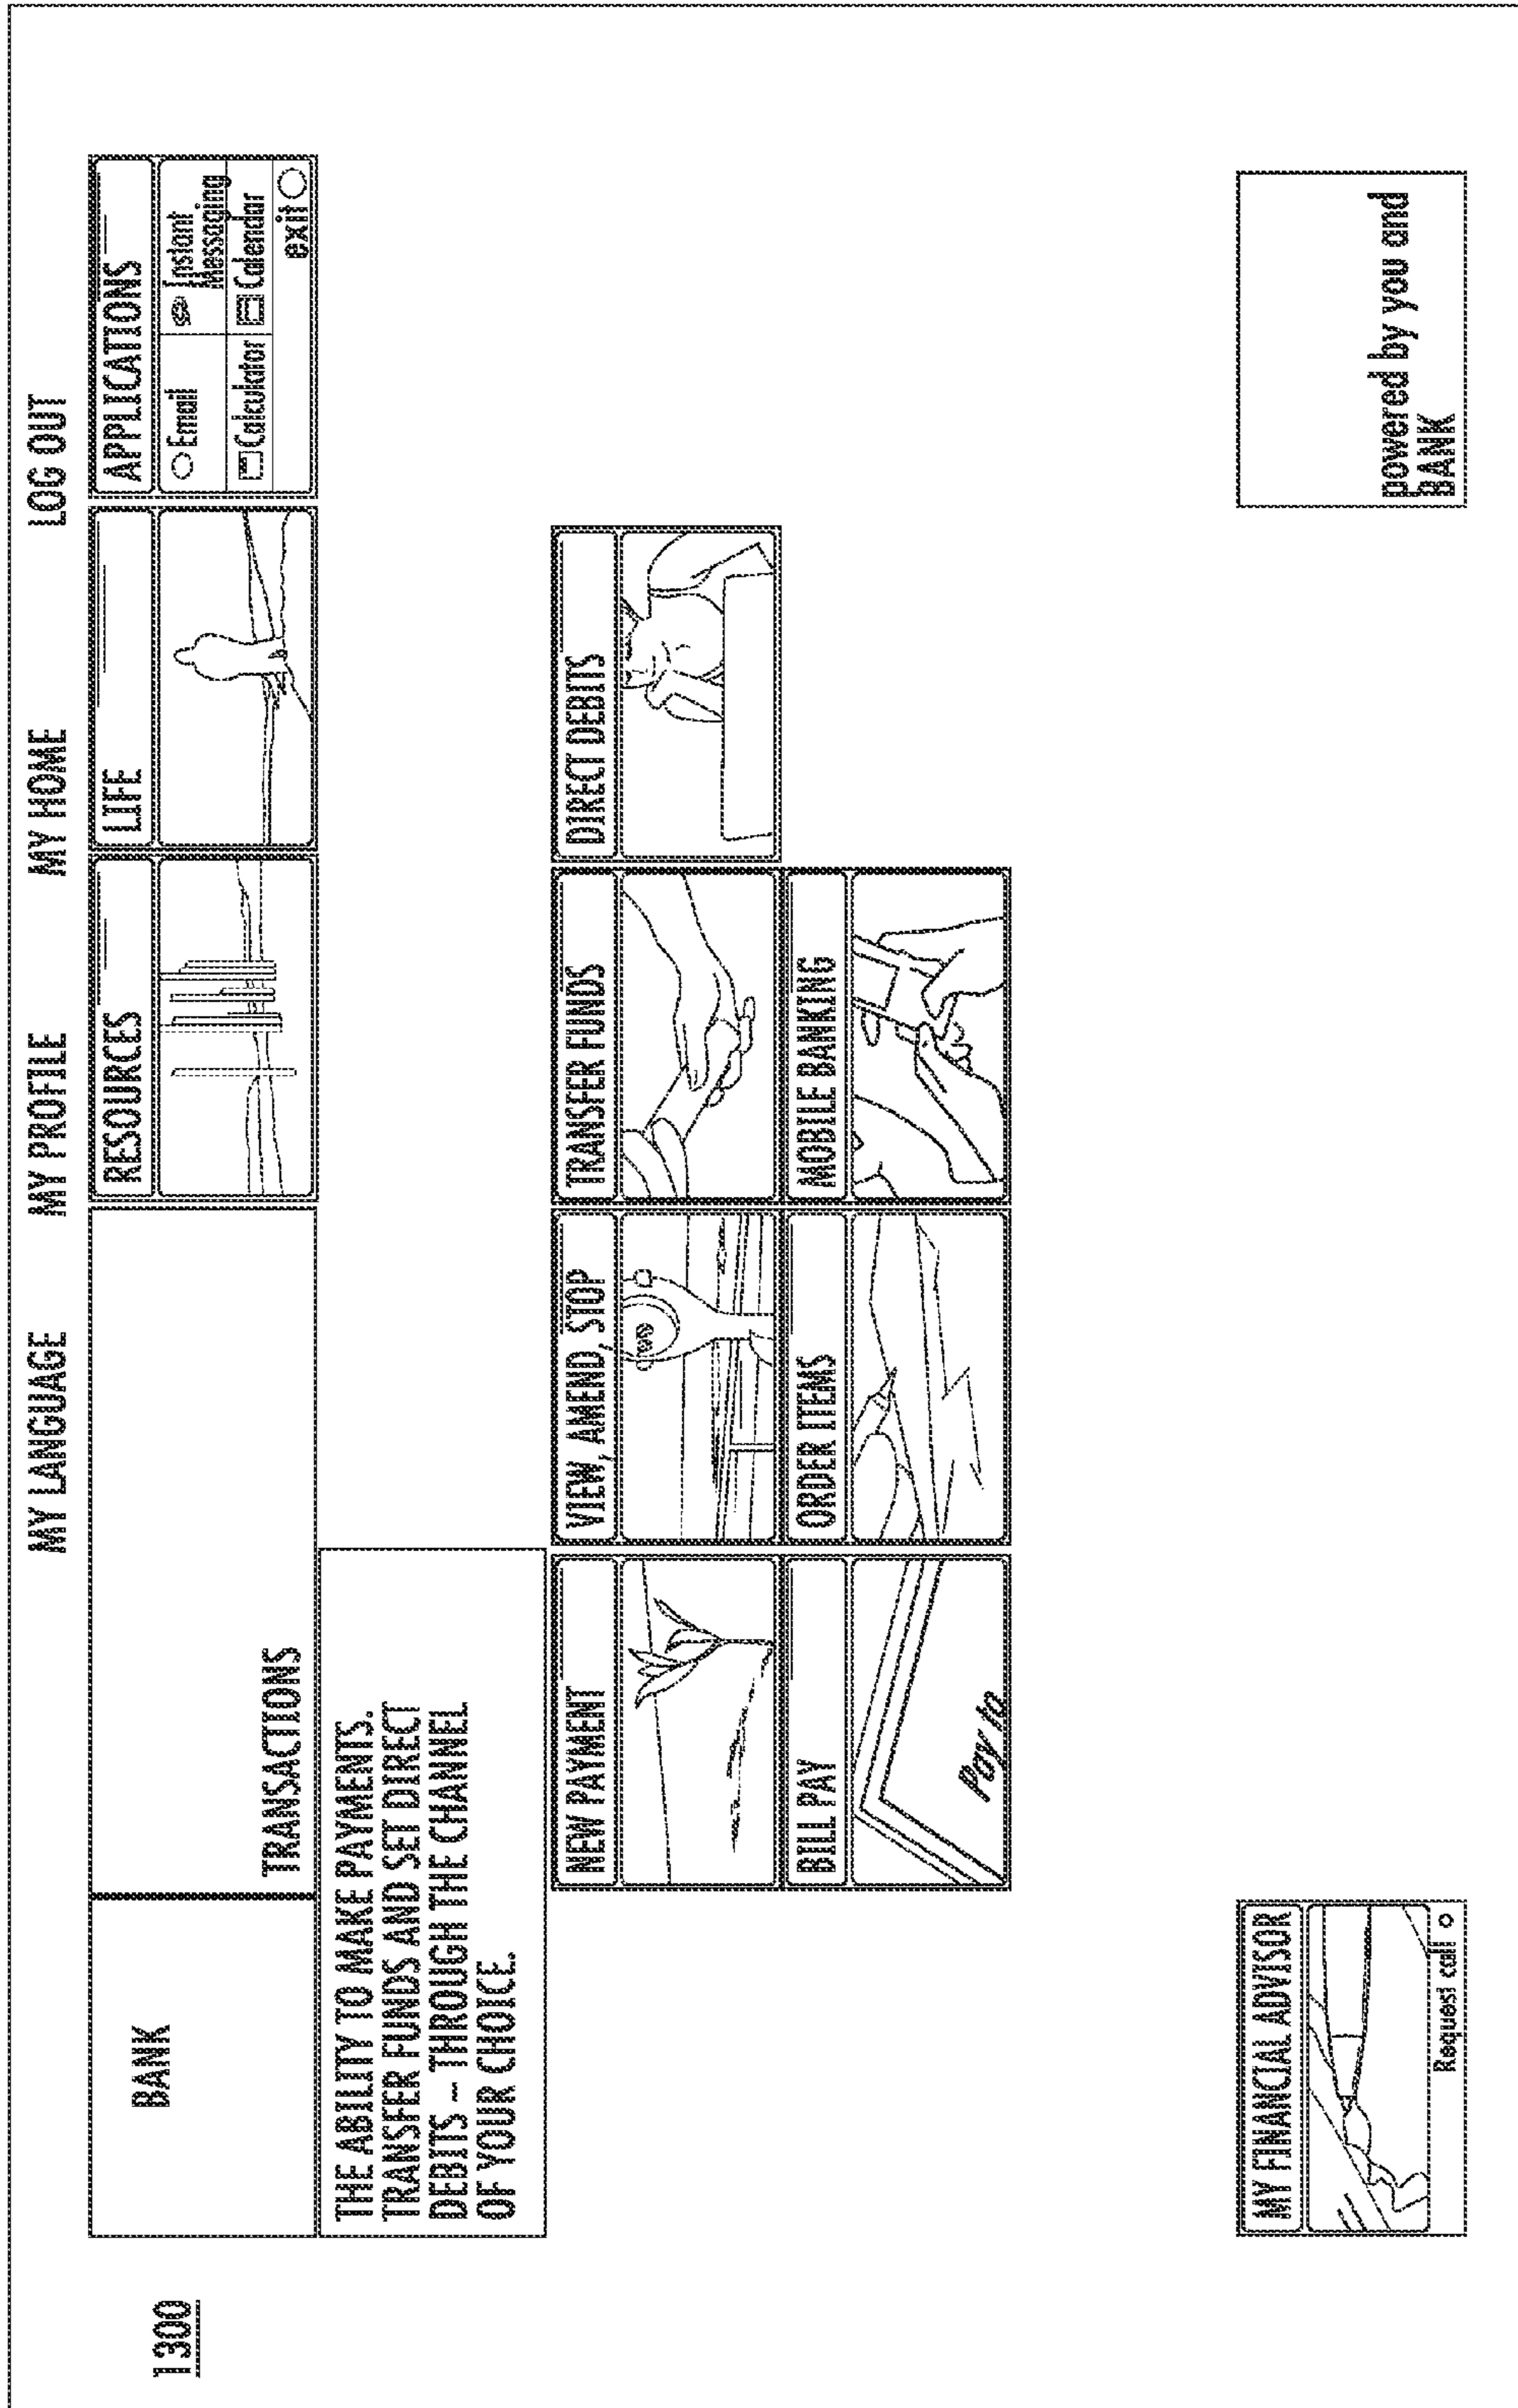 1300
MY LANGUAGE MY PROFILE MY HOME LOG OUT
BANK
TRANSACTIONS
RESOURCES
LIFE
APPLICATIONS
Email
Instant
Messaging
Calculator
Calendar
exit
THE ABILITY TO MAKE PAYMENTS.
TRANSFER FUNDS AND SET DIRECT
DEBITS – THROUGH THE CHANNEL
OF YOUR CHOICE.
NEW PAYMENT
VIEW, AMEND, STOP
TRANSFER FUNDS
DIRECT DEBITS
BILL PAY
Pay to
ORDER ITEMS
MOBILE BANKING
MY FINANCIAL ADVISOR
Request call
powered by you and
BANK